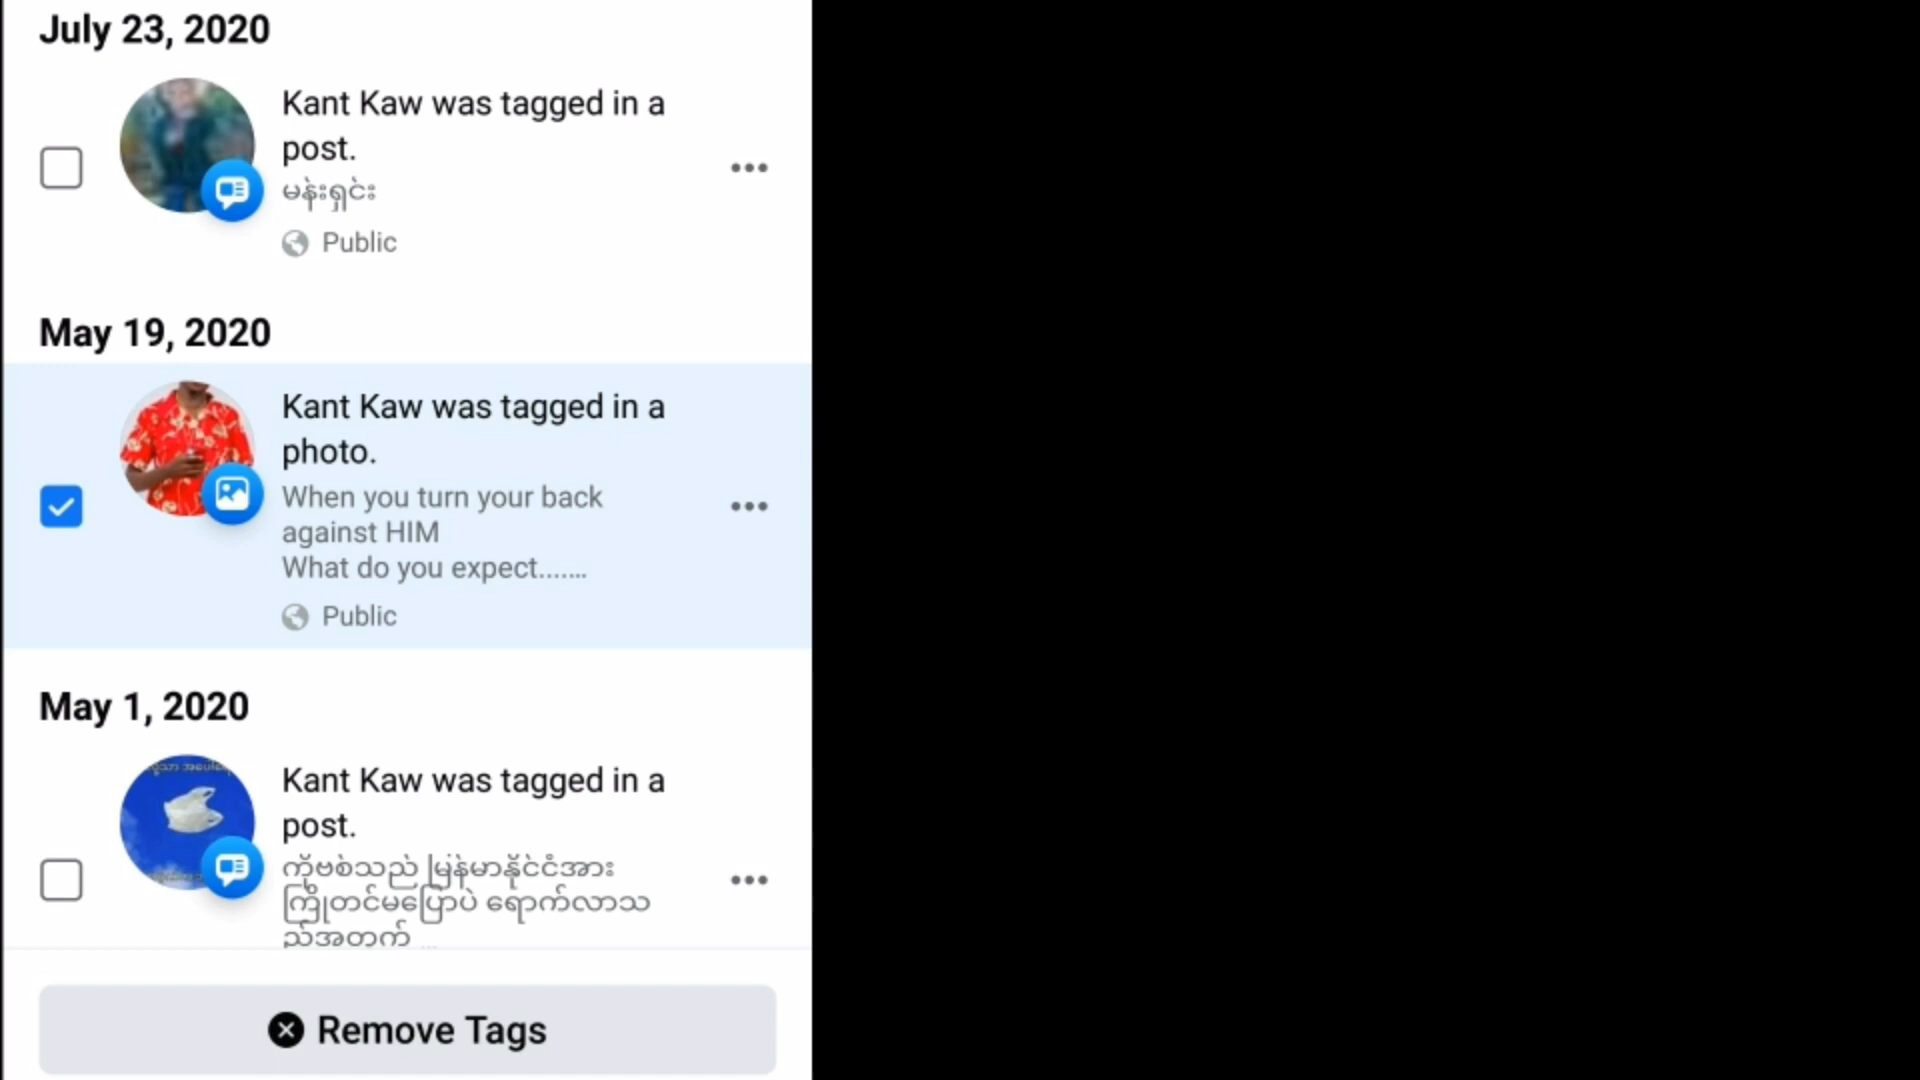 July 23, 2020
Kant Kaw was tagged in a
post.
မန်းရှင်း
Public
May 19, 2020
Kant Kaw was tagged in a
photo.
When you turn your back
against HIM
What do you expect.......
Public
May 1, 2020
Kant Kaw was tagged in a
post.
ကိုဗစ်သည် မြန်မာနိုင်ငံအား
ကြိုတင်မပြောပဲ ရောက်လာသ
ည်အတွက် ...
Remove Tags